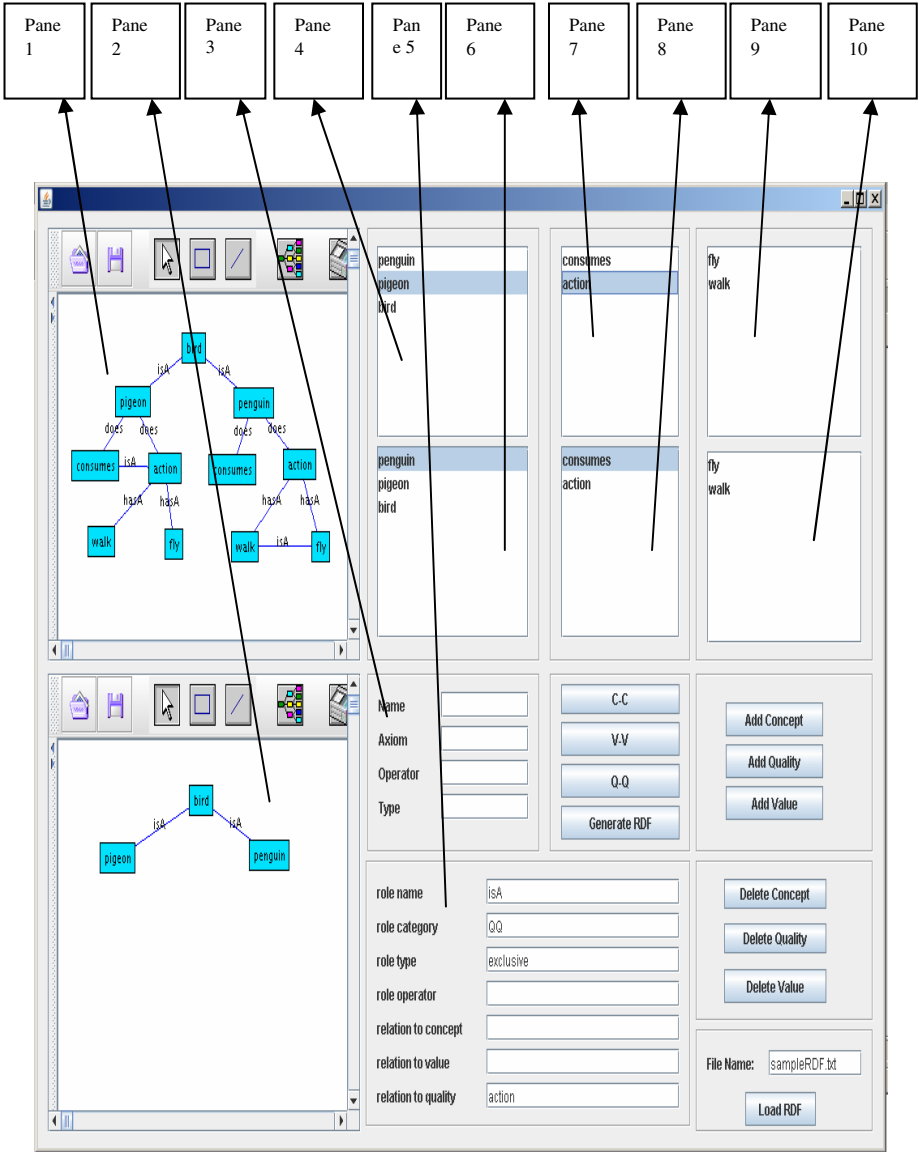 Pane 1
Pane 2
Pane 3
Pane 4
Pan e 5
Pane 6
Pane 7
Pane 8
Pane 9
Pane 10
penguin
pigeon
bird
consumes
action
fly
walk
bird
isA
isA
pigeon
penguin
does
does
does
does
consumes
isA
action
consumes
action
hasA
hasA
hasA
hasA
walk
fly
walk
isA
fly
penguin
pigeon
bird
consumes
action
fly
walk
Name
Axiom
Operator
Type
C-C
V-V
Q-Q
Generate RDF
Add Concept
Add Quality
Add Value
bird
isA
isA
pigeon
penguin
role name isA
role category QQ
role type exclusive
role operator
relation to concept
relation to value
relation to quality action
Delete Concept
Delete Quality
Delete Value
File Name: sampleRDF.txt
Load RDF